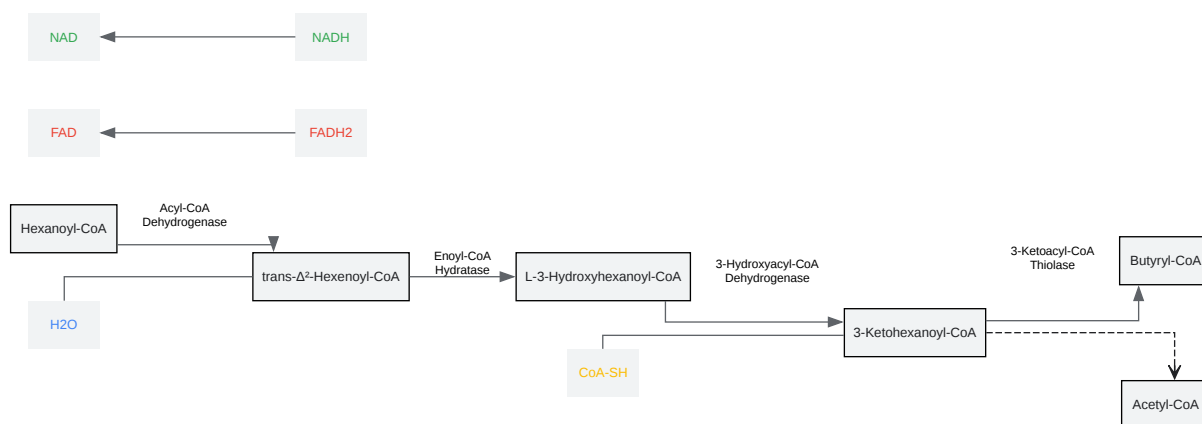 NAD
NADH
FAD
FADH2
Hexanoyl-CoA
Acyl-CoA
Dehydrogenase
trans-Δ²-Hexenoyl-CoA
H2O
Enoyl-CoA
Hydratase
L-3-Hydroxyhexanoyl-CoA
3-Hydroxyacyl-CoA
Dehydrogenase
CoA-SH
3-Ketohexanoyl-CoA
3-Ketoacyl-CoA
Thiolase
Butyryl-CoA
Acetyl-CoA